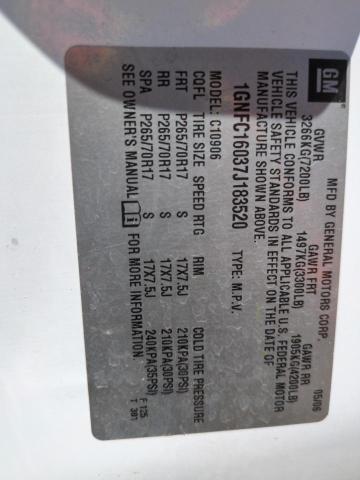 GM
MFD BY GENERAL MOTORS CORP. 05/06
GVWR GAWR FRT GAWR RR
3266KG(7200LB) 1497KG(3300LB) 1905KG(4200LB)
THIS VEHICLE CONFORMS TO ALL APPLICABLE U.S. FEDERAL MOTOR
VEHICLE SAFETY STANDARDS IN EFFECT ON THE DATE OF
MANUFACTURE SHOWN ABOVE.
1GNFC16037J183520 TYPE: M.P.V.
MODEL: C10906
CQFL TIRE SIZE SPEED RTG RIM COLD TIRE PRESSURE
FRT P265/70R17 S 17X7.5J 210KPA(30PSI)
RR P265/70R17 S 17X7.5J 210KPA(30PSI)
SPA P265/70R17 S 17X7.5J 240KPA(35PSI)
SEE OWNER'S MANUAL FOR MORE INFORMATION
F 125
T 381